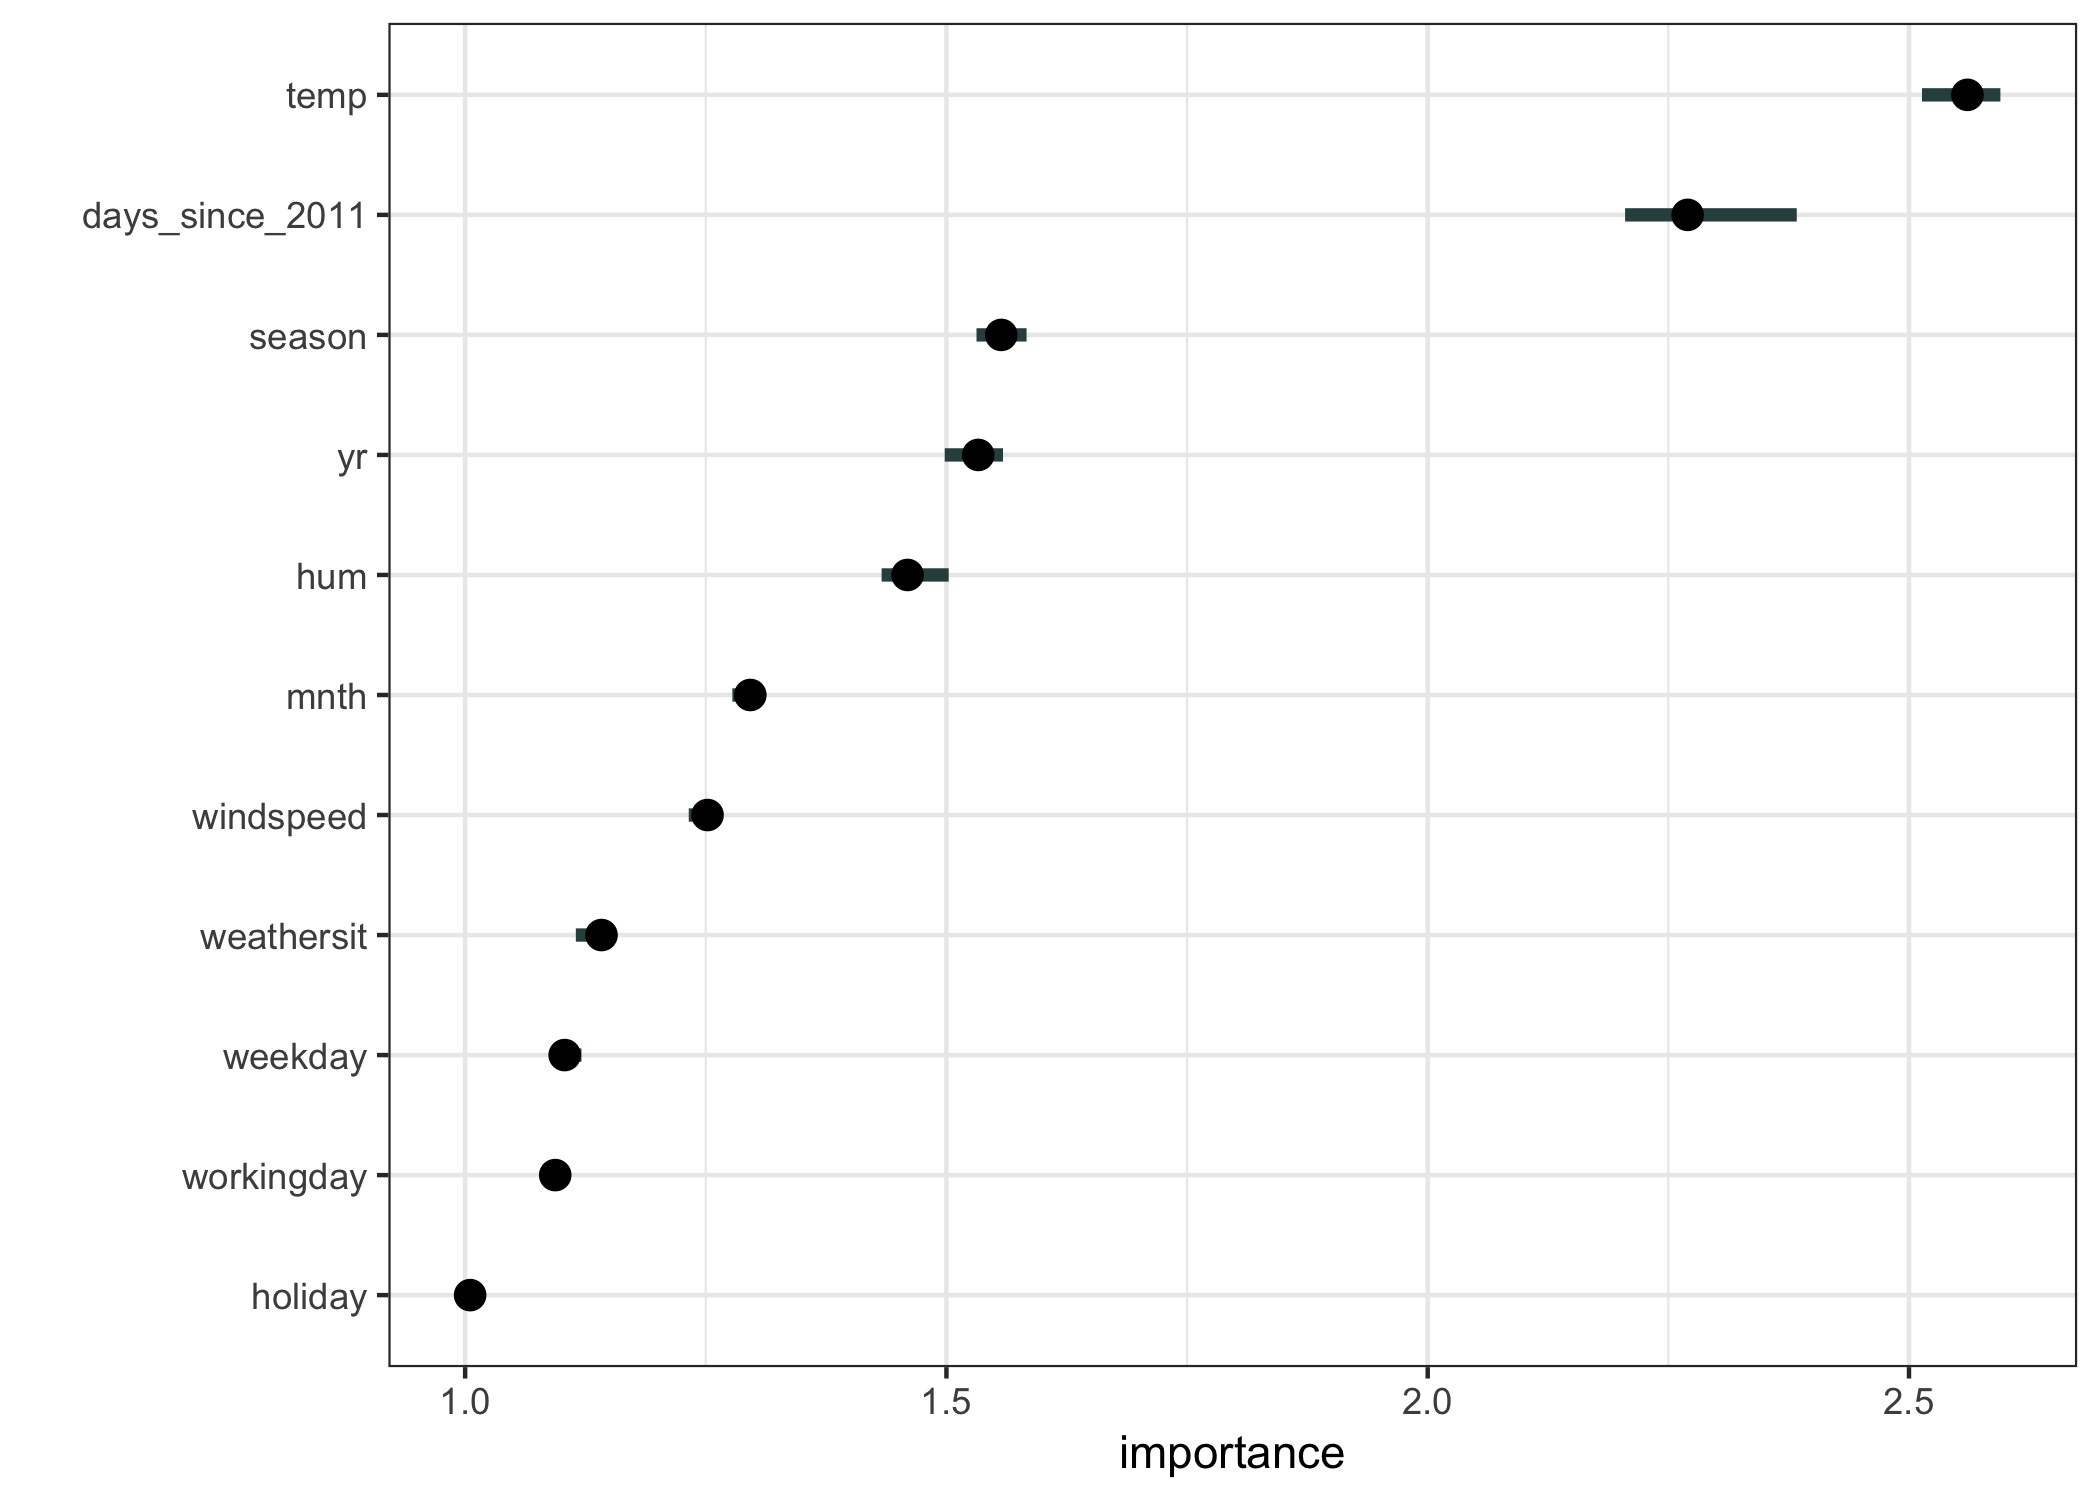 temp
days_since_2011
season
yr
hum
mnth
windspeed
weathersit
weekday
workingday
holiday
1.0 1.5 2.0 2.5
importance